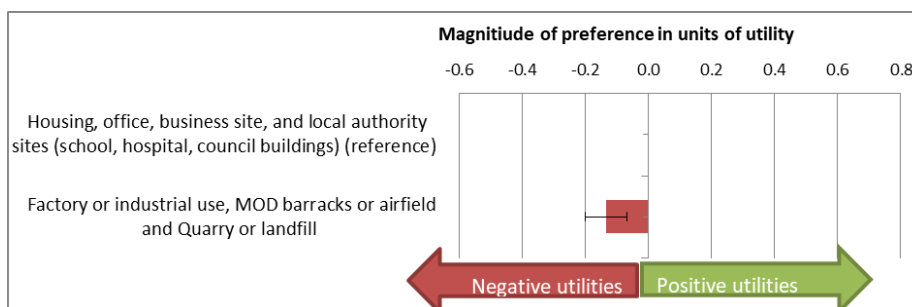 Magnitiude of preference in units of utility
-0.6 -0.4 -0.2 0.0 0.2 0.4 0.6 0.8
Housing, office, business site, and local authority
sites (school, hospital, council buildings) (reference)
Factory or industrial use, MOD barracks or airfield
and Quarry or landfill
Negative utilities Positive utilities